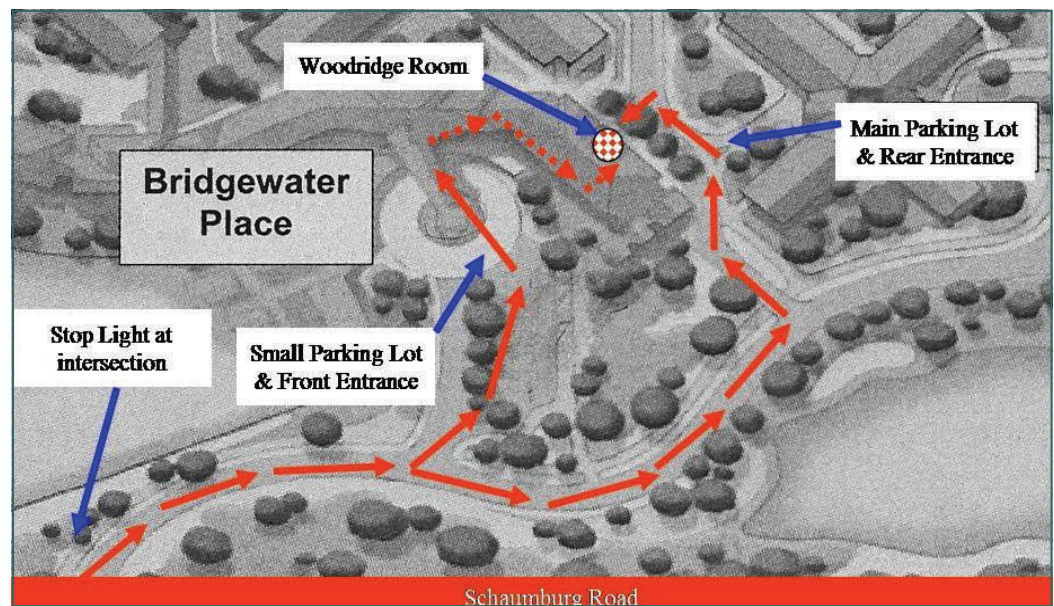 Woodridge Room
Main Parking Lot
& Rear Entrance
Bridgewater
Place
Stop Light at
intersection
Small Parking Lot
& Front Entrance
Schaumburg Road